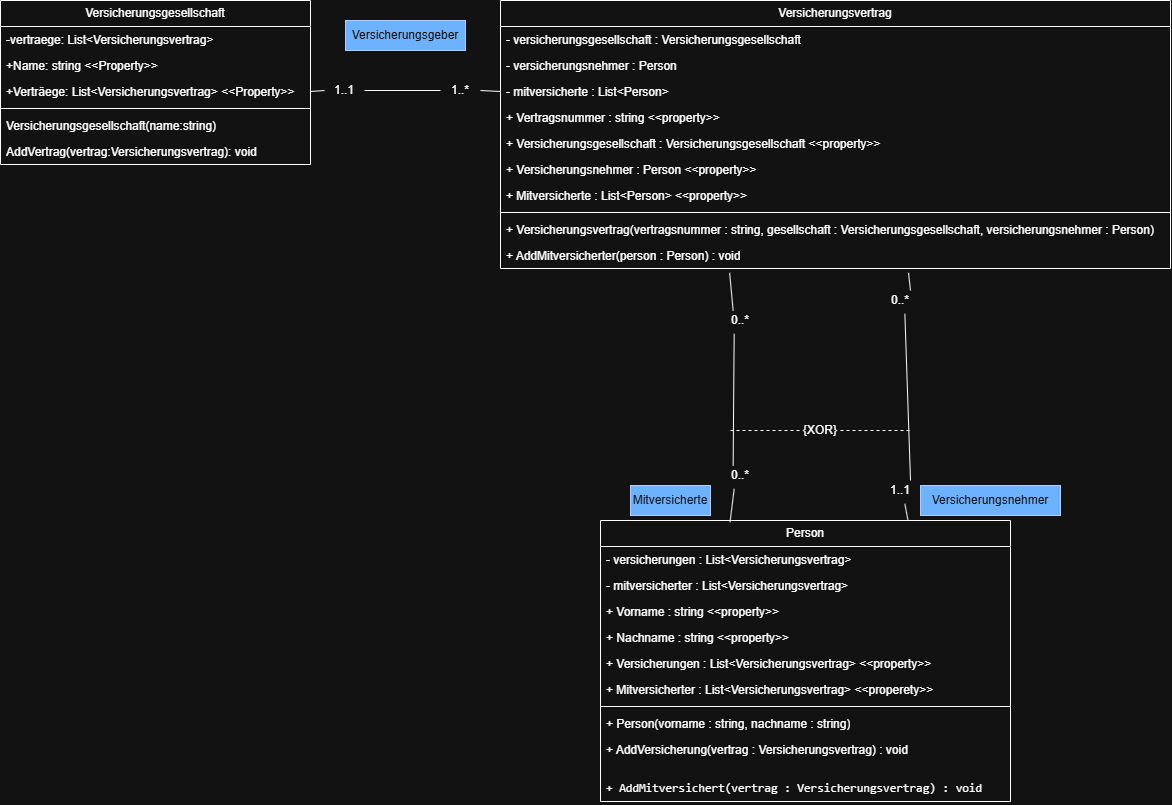 Versicherungsgesellschaft
-vertraege: List<Versicherungsvertrag>
+Name: string <<Property>>
+Verträege: List<Versicherungsvertrag> <<Property>>
Versicherungsgesellschaft(name:string)
AddVertrag(vertrag:Versicherungsvertrag): void
Versicherungsgeber
1..1
1..*
Versicherungsvertrag
- versicherungsgesellschaft : Versicherungsgesellschaft
- versicherungsnehmer : Person
- mitversicherte : List<Person>
+ Vertragsnummer : string <<property>>
+ Versicherungsgesellschaft : Versicherungsgesellschaft <<property>>
+ Versicherungsnehmer : Person <<property>>
+ Mitversicherte : List<Person> <<property>>
+ Versicherungsvertrag(vertragsnummer : string, gesellschaft : Versicherungsgesellschaft, versicherungsnehmer : Person)
+ AddMitversicherter(person : Person) : void
0..*
0..*
{XOR}
0..*
1..1
Mitversicherte
Versicherungsnehmer
Person
- versicherungen : List<Versicherungsvertrag>
- mitversicherter : List<Versicherungsvertrag>
+ Vorname : string <<property>>
+ Nachname : string <<property>>
+ Versicherungen : List<Versicherungsvertrag> <<property>>
+ Mitversicherter : List<Versicherungsvertrag> <<properety>>
+ Person(vorname : string, nachname : string)
+ AddVersicherung(vertrag : Versicherungsvertrag) : void
+ AddMitversichert(vertrag : Versicherungsvertrag) : void